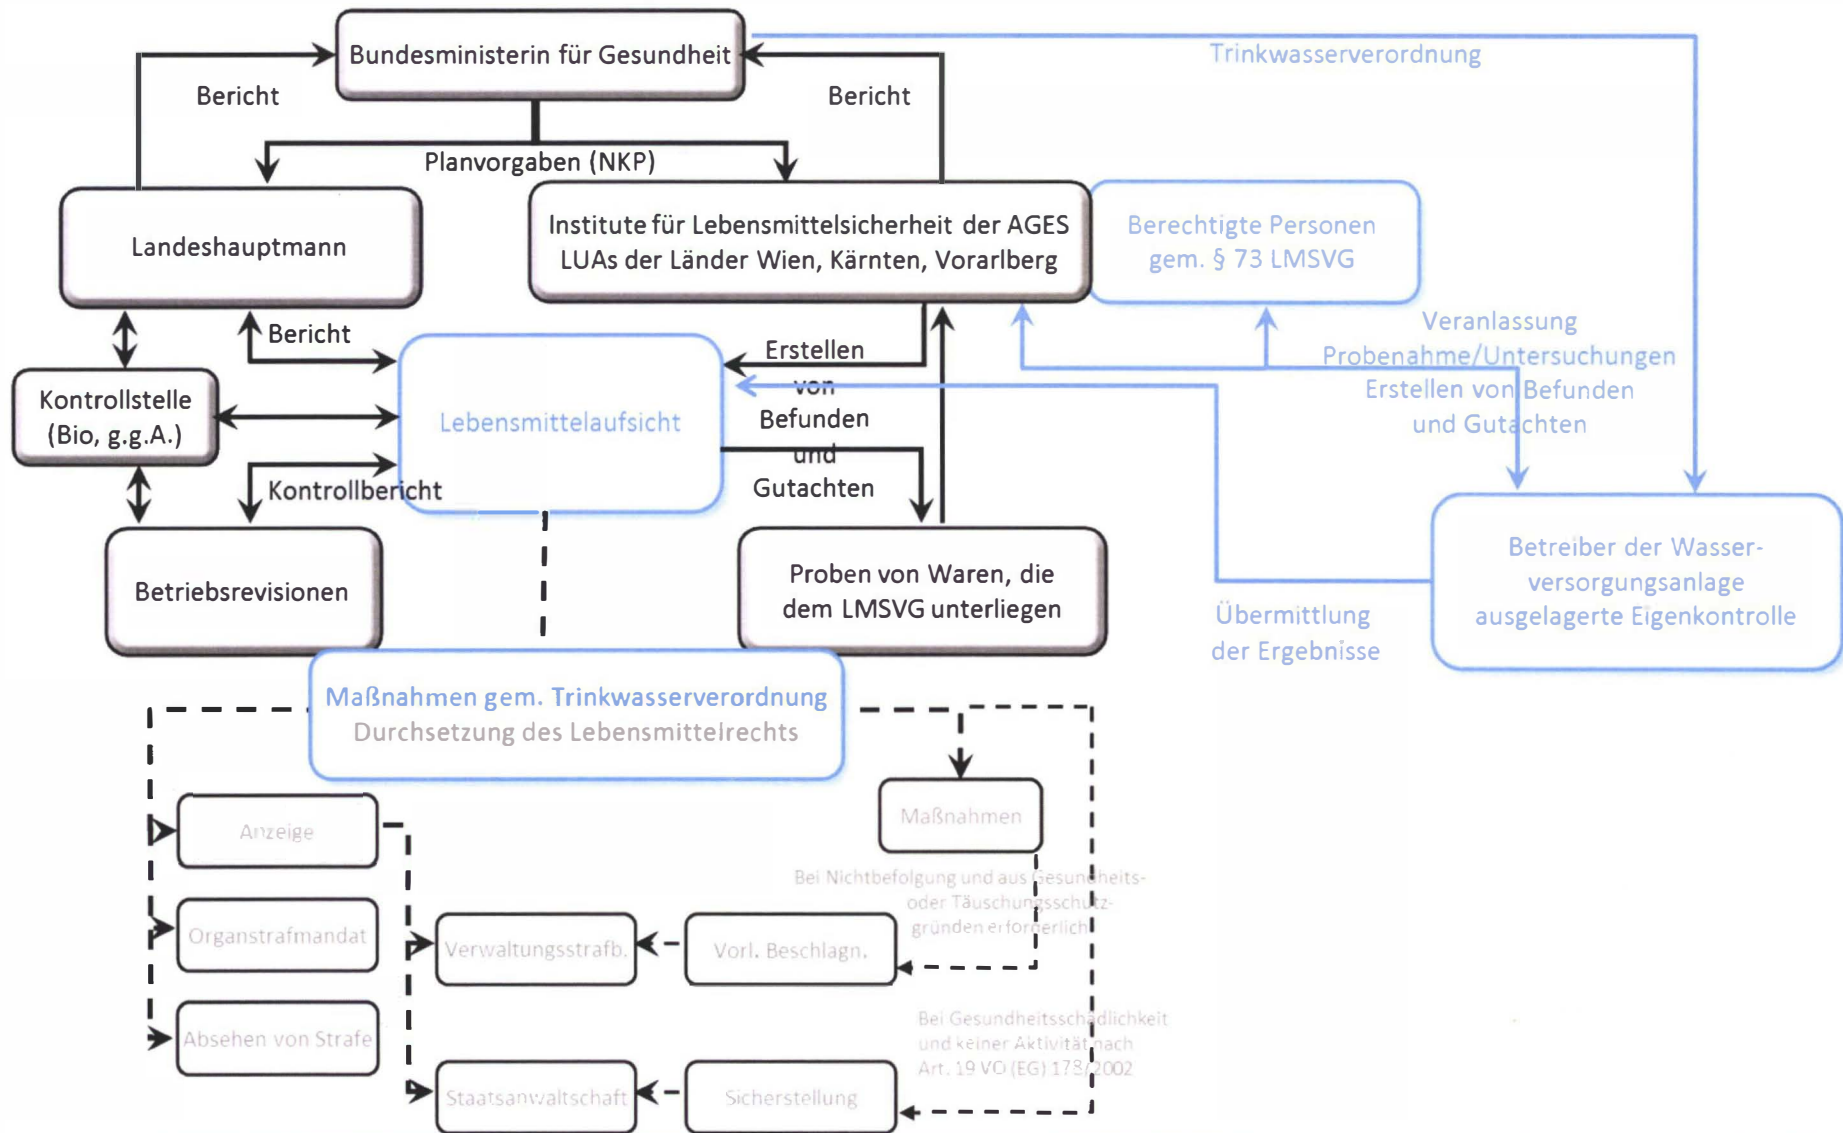 Bundesministerin für Gesundheit
Trinkwasserverordnung
Bericht
Bericht
Planvorgaben (NKP)
Landeshauptmann
Institute für Lebensmittelsicherheit der AGES
LUAs der Länder Wien, Kärnten, Vorarlberg
Berechtigte Personen
gem. § 73 LMSVG
Bericht
Erstellen
von
Befunden
und
Gutachten
Veranlassung
Probenahme/Untersuchungen
Erstellen von Befunden
und Gutachten
Kontrollstelle
(Bio, g.g.A.)
Lebensmittelaufsicht
Kontrollbericht
Betriebsrevisionen
Proben von Waren, die
dem LMSVG unterliegen
Betreiber der Wasser-
versorgungsanlage
ausgelagerte Eigenkontrolle
Übermittlung
der Ergebnisse
Maßnahmen gem. Trinkwasserverordnung
Durchsetzung des Lebensmittelrechts
Anzeige
Maßnahmen
Bei Nichtbefolgung und aus Gesundheits-
oder Täuschungsschutz-
gründen erforderlich
Organstrafmandat
Verwaltungsstrafb.
Vorl. Beschlagn.
Absehen von Strafe
Bei Gesundheitsschädlichkeit
und keiner Aktivität nach
Art. 19 VO (EG) 178/2002
Staatsanwaltschaft
Sicherstellung